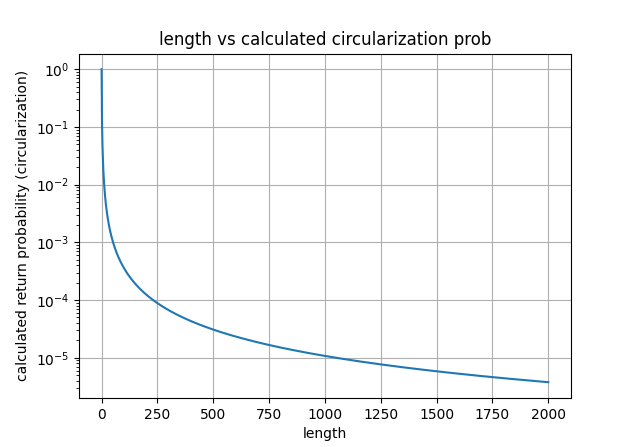 length vs calculated circularization prob
calculated return probability (circularization)
10⁰
10⁻¹
10⁻²
10⁻³
10⁻⁴
10⁻⁵
0 250 500 750 1000 1250 1500 1750 2000
length